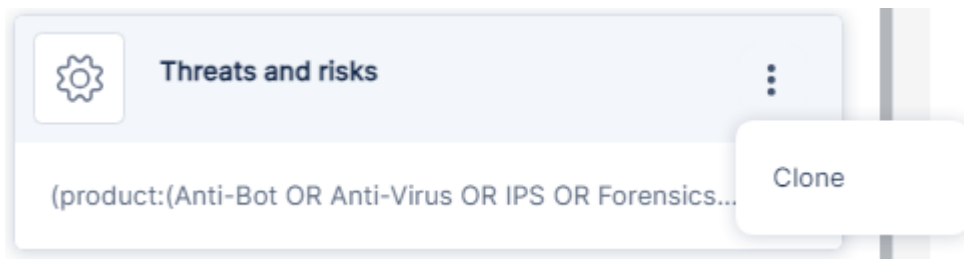 Threats and risks
(product:(Anti-Bot OR Anti-Virus OR IPS OR Forensics...
Clone